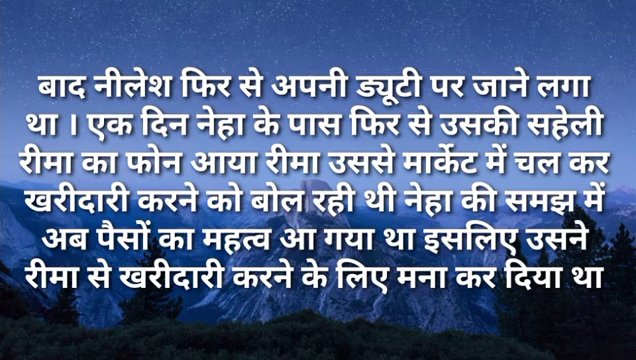 बाद नीलेश फिर से अपनी ड्यूटी पर जाने लगा
था । एक दिन नेहा के पास फिर से उसकी सहेली
रीमा का फोन आया रीमा उससे मार्केट में चल कर
खरीदारी करने को बोल रही थी नेहा की समझ में
अब पैसों का महत्व आ गया था इसलिए उसने
रीमा से खरीदारी करने के लिए मना कर दिया था